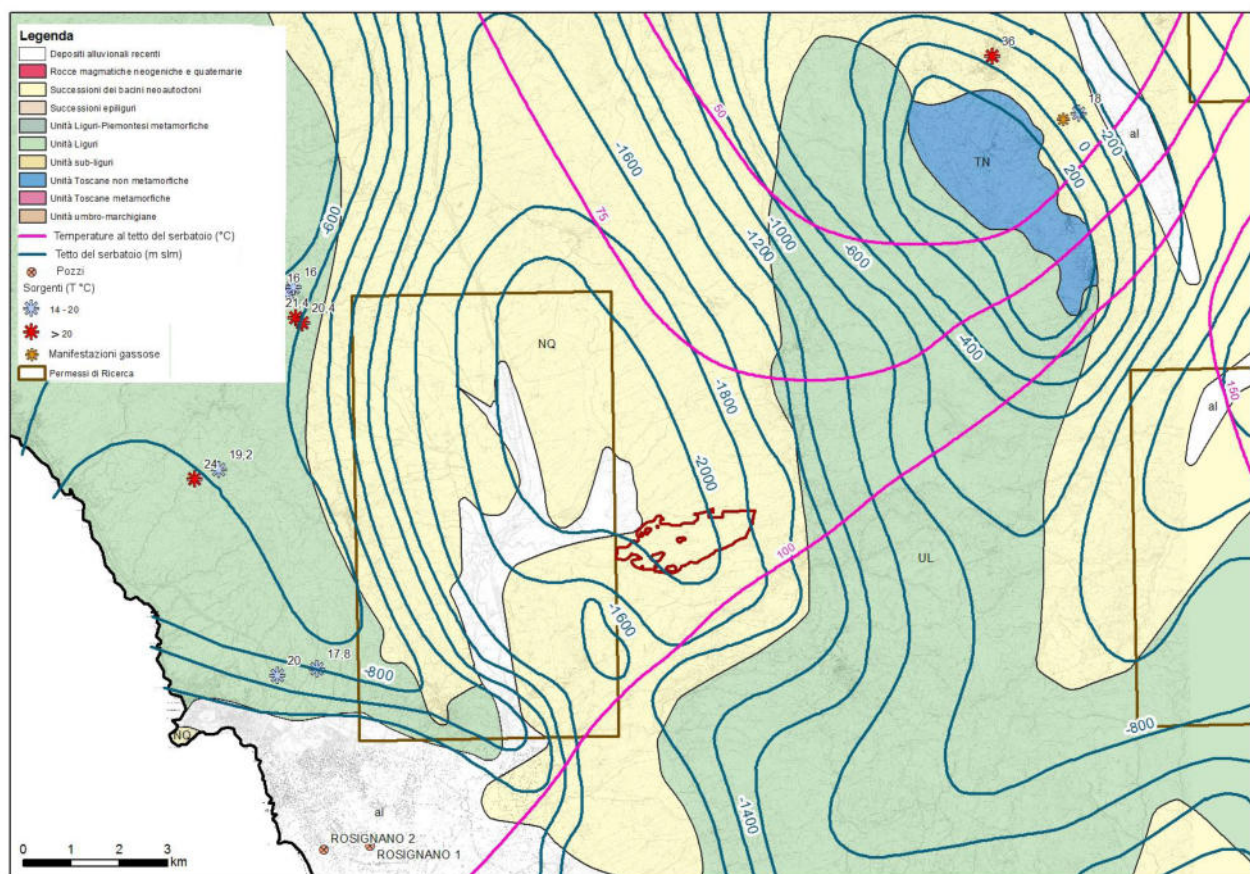 Legenda
Depositi alluvionali recenti
Rocce magmatiche neogeniche e quaternarie
Successioni dei bacini neoautoctoni
Successioni epiliguri
Unità Liguri-Piemontesi metamorfiche
Unità Liguri
Unità sub-liguri
Unità Toscane non metamorfiche
Unità Toscane metamorfiche
Unità umbro-marchigiane
Temperature al tetto del serbatoio (°C)
Tetto del serbatoio (m slm)
Pozzi
Sorgenti (T °C)
14 - 20
> 20
Manifestazioni gassose
Permessi di Ricerca
36
18
50
al
-200
0
TN
200
-1600
75
-600
-1000
-1200
-600
16 16
21,4 20,4
NQ
-400
-1800
150
al
24 19,2
-2000
100
UL
-1600
20 17,8
-800
-800
NQ
-1400
al
ROSIGNANO 2
ROSIGNANO 1
0 1 2 3
km